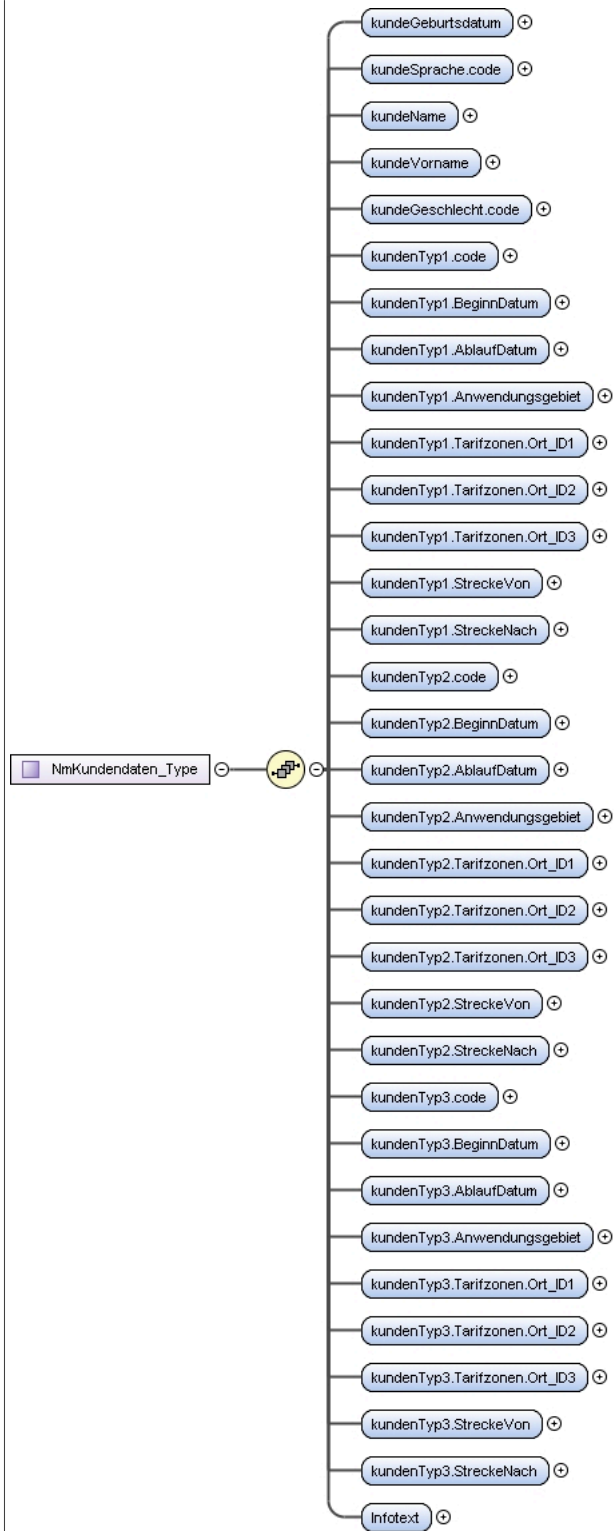 kundeGeburtsdatum
kundeSprache.code
kundeName
kundeVorname
kundeGeschlecht.code
kundenTyp1.code
kundenTyp1.BeginnDatum
kundenTyp1.AblaufDatum
kundenTyp1.Anwendungsgebiet
kundenTyp1.Tarifzonen.Ort_ID1
kundenTyp1.Tarifzonen.Ort_ID2
kundenTyp1.Tarifzonen.Ort_ID3
kundenTyp1.StreckeVon
kundenTyp1.StreckeNach
kundenTyp2.code
kundenTyp2.BeginnDatum
NmKundendaten_Type
kundenTyp2.AblaufDatum
kundenTyp2.Anwendungsgebiet
kundenTyp2.Tarifzonen.Ort_ID1
kundenTyp2.Tarifzonen.Ort_ID2
kundenTyp2.Tarifzonen.Ort_ID3
kundenTyp2.StreckeVon
kundenTyp2.StreckeNach
kundenTyp3.code
kundenTyp3.BeginnDatum
kundenTyp3.AblaufDatum
kundenTyp3.Anwendungsgebiet
kundenTyp3.Tarifzonen.Ort_ID1
kundenTyp3.Tarifzonen.Ort_ID2
kundenTyp3.Tarifzonen.Ort_ID3
kundenTyp3.StreckeVon
kundenTyp3.StreckeNach
Infotext